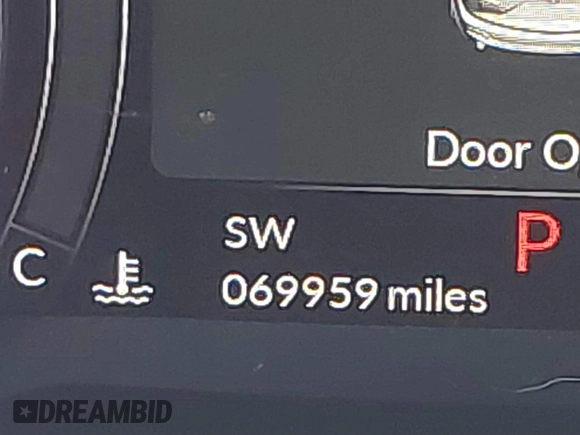 Door O
SW
P
C
069959 miles
DREAMBID